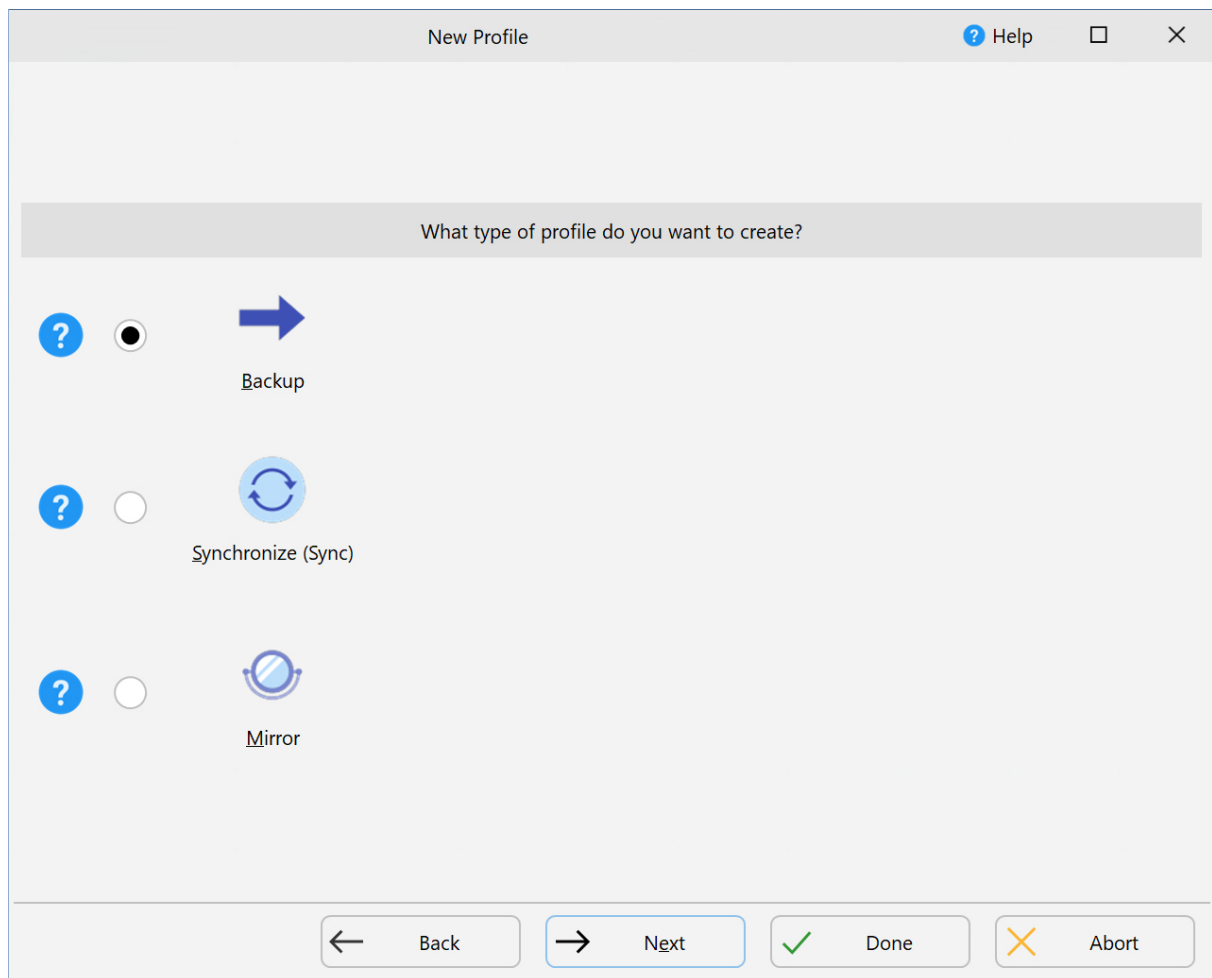 New Profile
? Help
What type of profile do you want to create?
?
Backup
?
Synchronize (Sync)
?
Mirror
Back
Next
Done
Abort